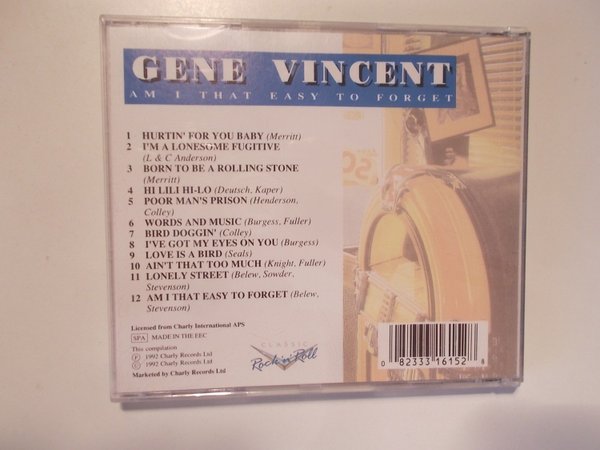 GENE VINCENT
AM I THAT EASY TO FORGET
1 HURTIN' FOR YOU BABY (Merritt)
2 I'M A LONESOME FUGITIVE
(L & C Anderson)
3 BORN TO BE A ROLLING STONE
(Merritt)
4 HI LILI HI-LO (Deutsch, Kaper)
5 POOR MAN'S PRISON (Henderson,
Colley)
6 WORDS AND MUSIC (Burgess, Fuller)
7 BIRD DOGGIN' (Colley)
8 I'VE GOT MY EYES ON YOU (Burgess)
9 LOVE IS A BIRD (Seals)
10 AIN'T THAT TOO MUCH (Knight, Fuller)
11 LONELY STREET (Belew, Sowder,
Stevenson)
12 AM I THAT EASY TO FORGET (Belew,
Stevenson)
Licensed from Charly International APS
SPA MADE IN THE EEC
This compilation
Ⓟ 1992 Charly Records Ltd
© 1992 Charly Records Ltd
Marketed by Charly Records Ltd
CLASSIC
Rock'n'Roll
0 82333 16152 8